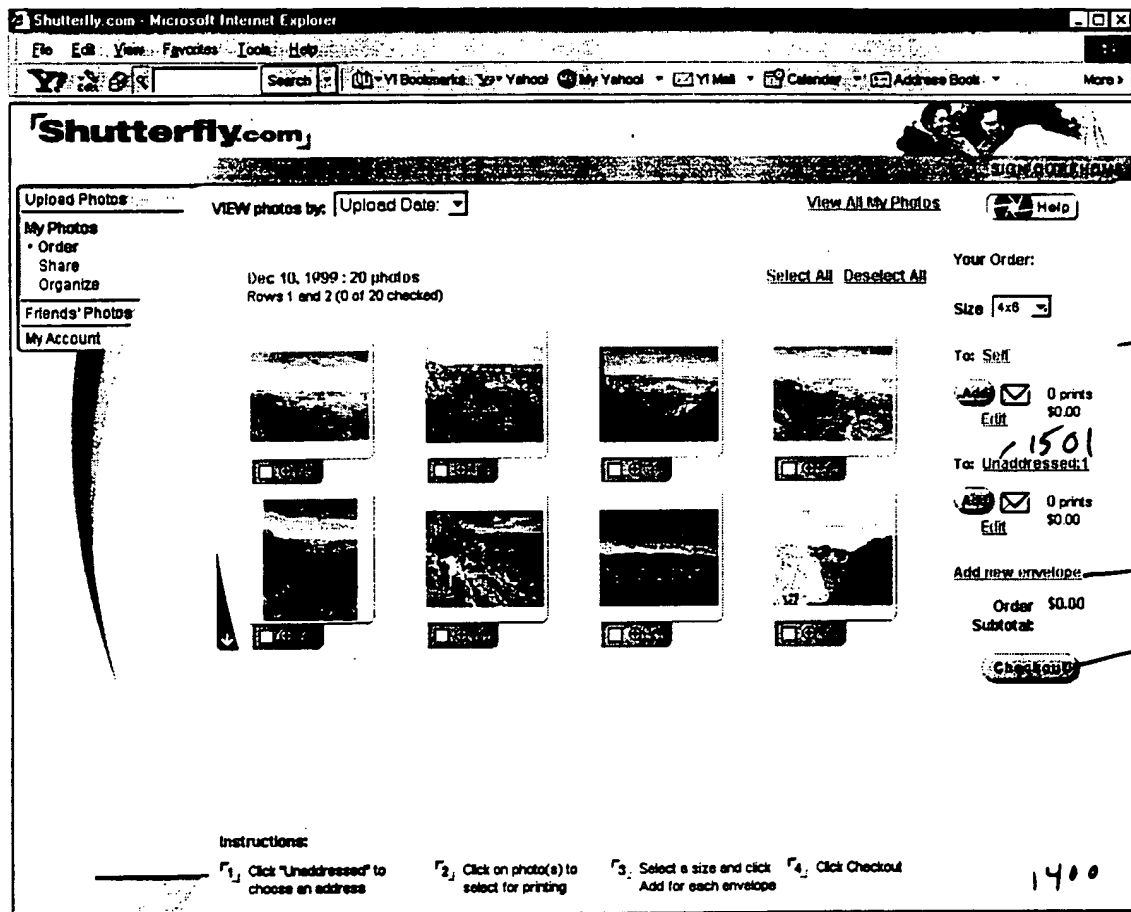 Shutterfly.com - Microsoft Internet Explorer
File Edit View Favorites Tools Help
Y! Search Y! Bookmarks Yahoo! My Yahoo! Y! Mail Calendar Address Book More >
Shutterfly.com
SIGN OUT HOME
Upload Photos
VIEW photos by: Upload Date:
View All My Photos
Help
My Photos
• Order
Share
Organize
Friends' Photos
My Account
Dec 10, 1999 : 20 photos
Rows 1 and 2 (0 of 20 checked)
Select All Deselect All
Your Order:
Size 4x6
To: Self
Add 0 prints
Edit $0.00
1501
To: Unaddressed:1
Add 0 prints
Edit $0.00
Add new envelope
Order $0.00
Subtotal:
Checkout
Instructions:
1 Click "Unaddressed" to
choose an address
2 Click on photo(s) to
select for printing
3 Select a size and click
Add for each envelope
4 Click Checkout
1400